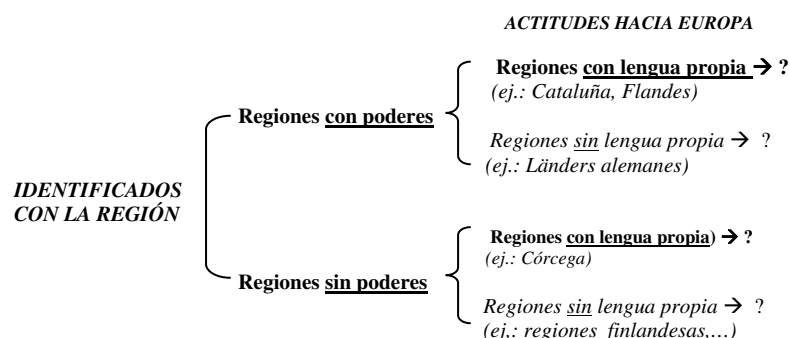 ACTITUDES HACIA EUROPA
Regiones con lengua propia → ?
(ej.: Cataluña, Flandes)
Regiones con poderes
Regiones sin lengua propia → ?
(ej.: Länders alemanes)
IDENTIFICADOS
CON LA REGIÓN
Regiones con lengua propia) → ?
(ej.: Córcega)
Regiones sin poderes
Regiones sin lengua propia → ?
(ej,: regiones finlandesas,…)